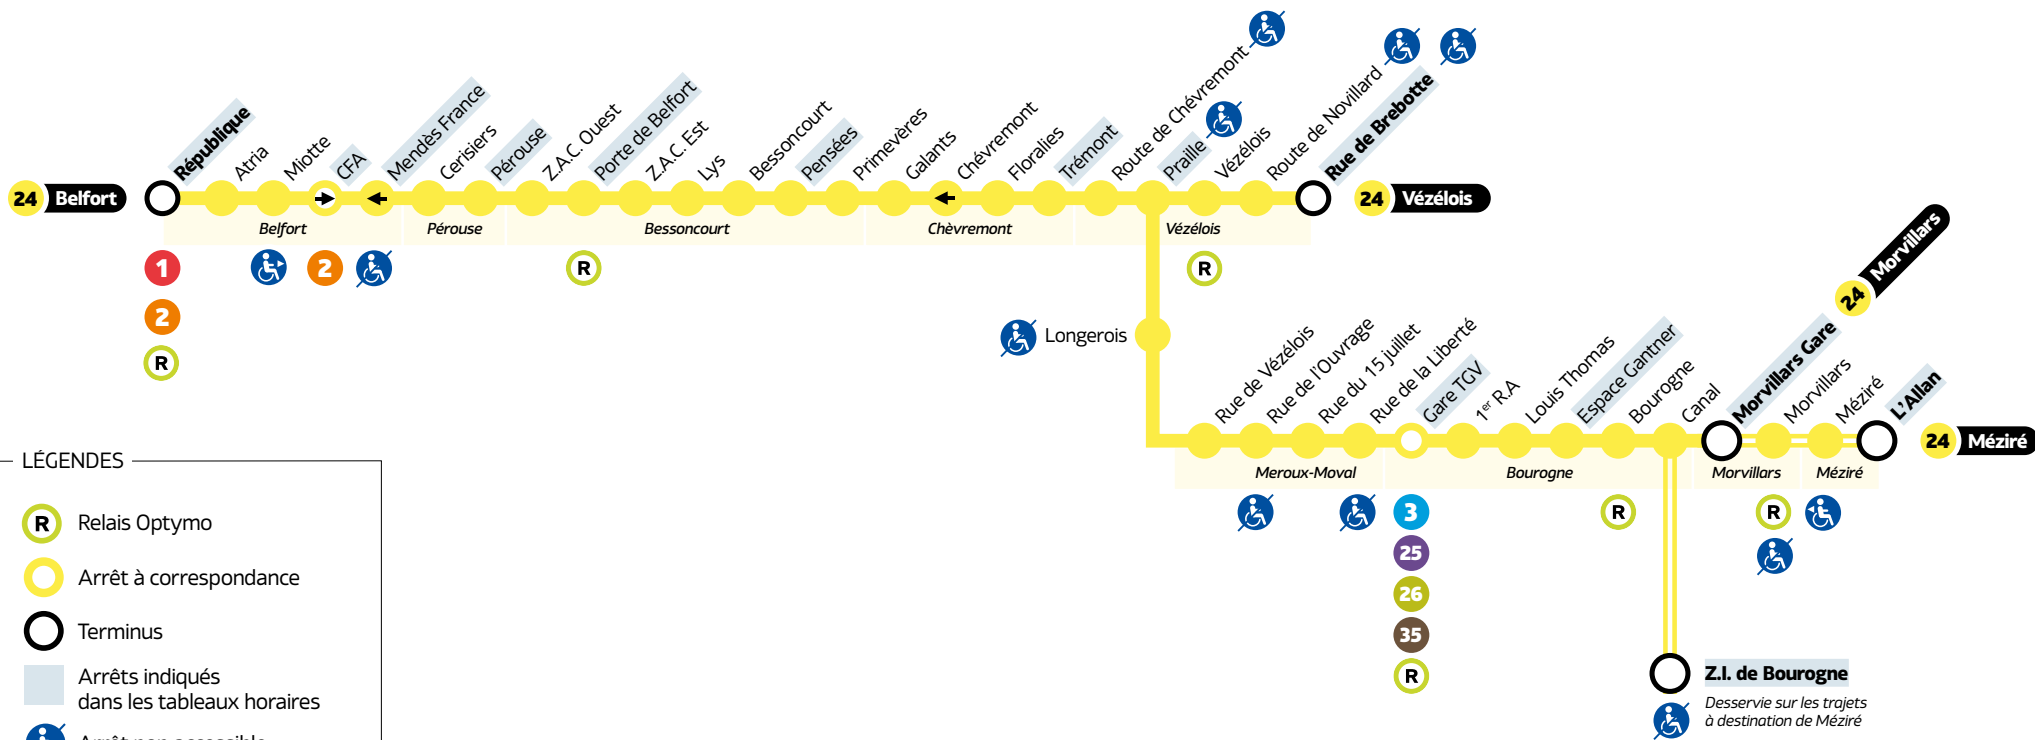 24 Belfort
République
Atria
Miotte
CFA
Mendès France
Cerisiers
Pérouse
Z.A.C. Ouest
Porte de Belfort
Z.A.C. Est
Lys
Bessoncourt
Pensées
Primevères
Galants
Chévremont
Floralies
Trémont
Route de Chévremont
Praille
Vézélois
Route de Novillard
Rue de Brebotte
24 Vézélois
Belfort
Pérouse
Bessoncourt
Chèvremont
Vézélois
1
2
R
2
R
R
Longerois
Rue de Vézélois
Rue de l'Ouvrage
Rue du 15 juillet
Rue de la Liberté
Gare TGV
1er R.A
Louis Thomas
Espace Gantner
Bourogne
Canal
Morvillars Gare
24 Morvillars
Morvillars
Méziré
L'Allan
24 Méziré
Meroux-Moval
Bourogne
Morvillars
Méziré
3
25
26
35
R
R
R
Z.I. de Bourogne
Desservie sur les trajets
à destination de Méziré
LÉGENDES
R Relais Optymo
Arrêt à correspondance
Terminus
Arrêts indiqués
dans les tableaux horaires
Arrêt non accessible